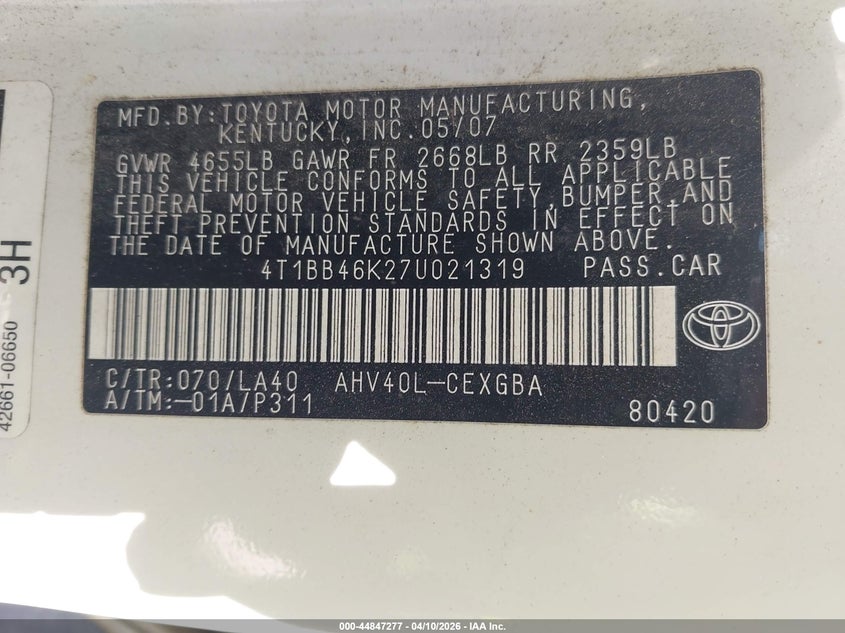 MFD.BY:TOYOTA MOTOR MANUFACTURING,
KENTUCKY,INC.05/07
GVWR 4655LB GAWR FR 2668LB RR 2359LB
THIS VEHICLE CONFORMS TO ALL APPLICABLE
FEDERAL MOTOR VEHICLE SAFETY,BUMPER,AND
THEFT PREVENTION STANDARDS IN EFFECT ON
THE DATE OF MANUFACTURE SHOWN ABOVE.
4T1BB46K27U021319 PASS.CAR
C/TR:070/LA40 AHV40L-CEXGBA
A/TM:-01A/P311 80420
42661-06650
3H
000-44847277 - 04/10/2026 - IAA Inc.